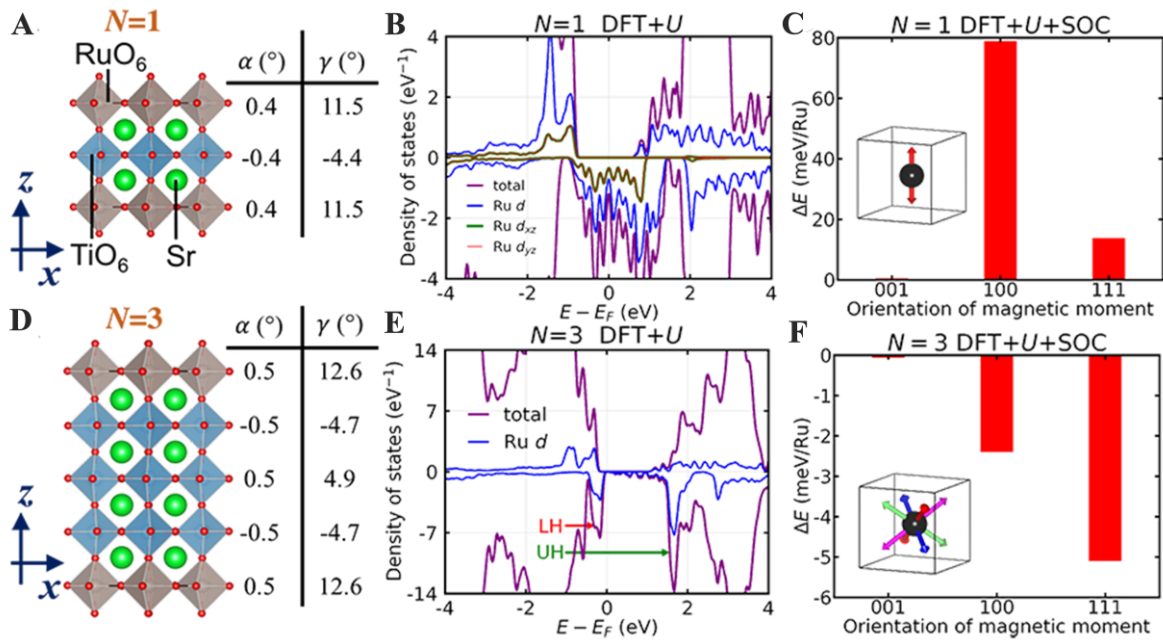 A
N=1
RuO6
α (°) γ (°)
0.4 11.5
-0.4 -4.4
0.4 11.5
z
x
TiO6
Sr
B
N=1 DFT+U
Density of states (eV⁻¹)
4
2
0
-2
-4
total
Ru d
Ru dxz
Ru dyz
-4 -2 0 2 4
E − EF (eV)
C
N = 1 DFT+U+SOC
ΔE (meV/Ru)
80
60
40
20
0
001 100 111
Orientation of magnetic moment
D
N=3
α (°) γ (°)
0.5 12.6
-0.5 -4.7
0.5 4.9
-0.5 -4.7
0.5 12.6
z
x
E
N=3 DFT+U
Density of states (eV⁻¹)
14
7
0
-7
-14
total
Ru d
LH
UH
-4 -2 0 2 4
E − EF (eV)
F
N = 3 DFT+U+SOC
ΔE (meV/Ru)
0
-1
-2
-3
-4
-5
-6
001 100 111
Orientation of magnetic moment